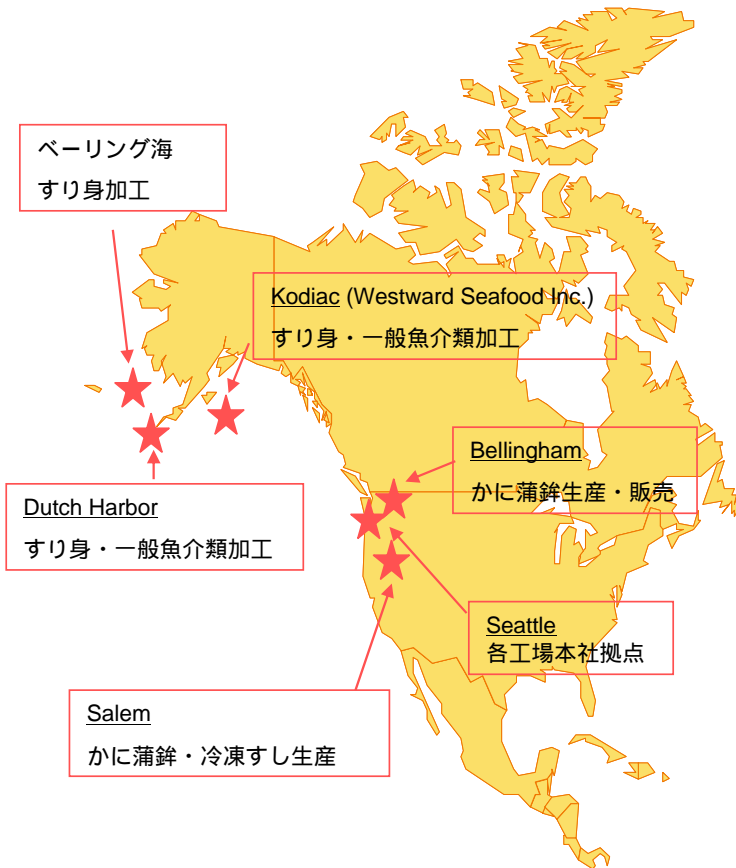 ベーリング海
すり身加工
Kodiac (Westward Seafood Inc.)
すり身・一般魚介類加工
Bellingham
かに蒲鉾生産・販売
Dutch Harbor
すり身・一般魚介類加工
Seattle
各工場本社拠点
Salem
かに蒲鉾・冷凍すし生産